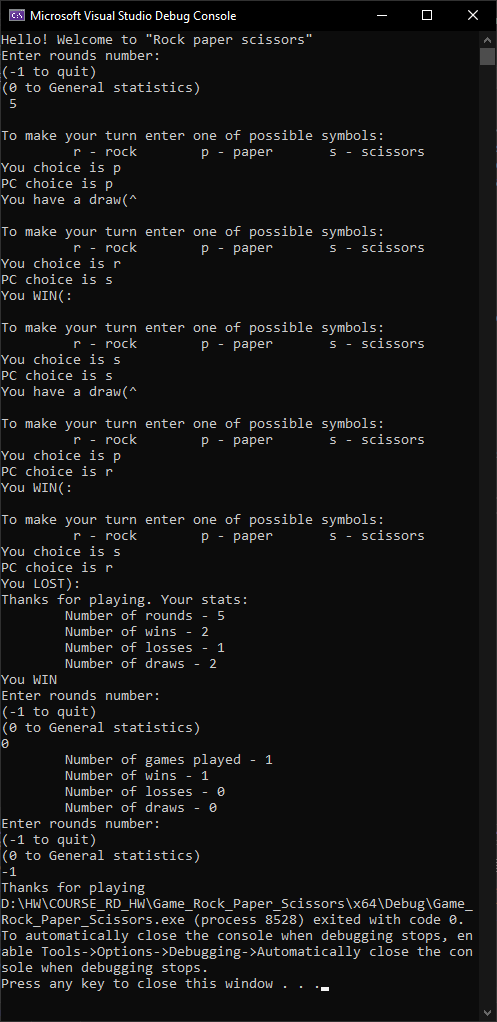 Microsoft Visual Studio Debug Console
Hello! Welcome to "Rock paper scissors"
Enter rounds number:
(-1 to quit)
(0 to General statistics)
5
To make your turn enter one of possible symbols:
r - rock p - paper s - scissors
You choice is p
PC choice is p
You have a draw(^
To make your turn enter one of possible symbols:
r - rock p - paper s - scissors
You choice is r
PC choice is s
You WIN(:
To make your turn enter one of possible symbols:
r - rock p - paper s - scissors
You choice is s
PC choice is s
You have a draw(^
To make your turn enter one of possible symbols:
r - rock p - paper s - scissors
You choice is p
PC choice is r
You WIN(:
To make your turn enter one of possible symbols:
r - rock p - paper s - scissors
You choice is s
PC choice is r
You LOST):
Thanks for playing. Your stats:
Number of rounds - 5
Number of wins - 2
Number of losses - 1
Number of draws - 2
You WIN
Enter rounds number:
(-1 to quit)
(0 to General statistics)
0
Number of games played - 1
Number of wins - 1
Number of losses - 0
Number of draws - 0
Enter rounds number:
(-1 to quit)
(0 to General statistics)
-1
Thanks for playing
D:\HW\COURSE_RD_HW\Game_Rock_Paper_Scissors\x64\Debug\Game_
Rock_Paper_Scissors.exe (process 8528) exited with code 0.
To automatically close the console when debugging stops, en
able Tools->Options->Debugging->Automatically close the con
sole when debugging stops.
Press any key to close this window . . .